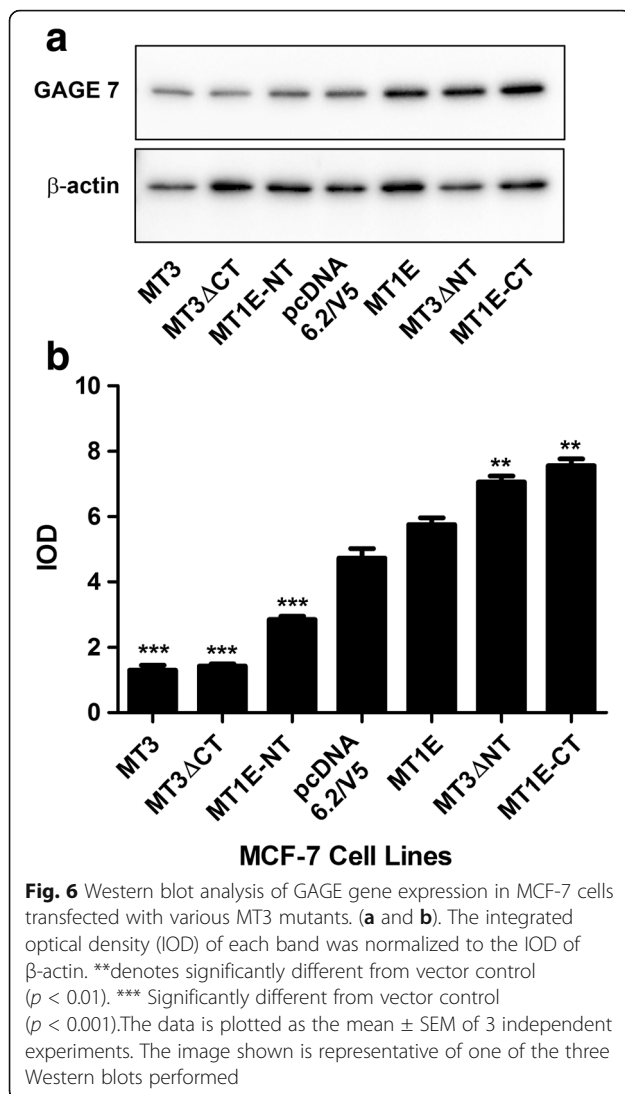 a
GAGE 7
β-actin
MT3
MT3ΔCT
MT1E-NT
pcDNA
6.2/V5
MT1E
MT3ΔNT
MT1E-CT
b
10
8
6
4
2
0
IOD
***
***
***
**
**
MT3
MT3ΔCT
MT1E-NT
pcDNA
6.2/V5
MT1E
MT3ΔNT
MT1E-CT
MCF-7 Cell Lines
Fig. 6 Western blot analysis of GAGE gene expression in MCF-7 cells
transfected with various MT3 mutants. (a and b). The integrated
optical density (IOD) of each band was normalized to the IOD of
β-actin. **denotes significantly different from vector control
(p < 0.01). *** Significantly different from vector control
(p < 0.001).The data is plotted as the mean ± SEM of 3 independent
experiments. The image shown is representative of one of the three
Western blots performed